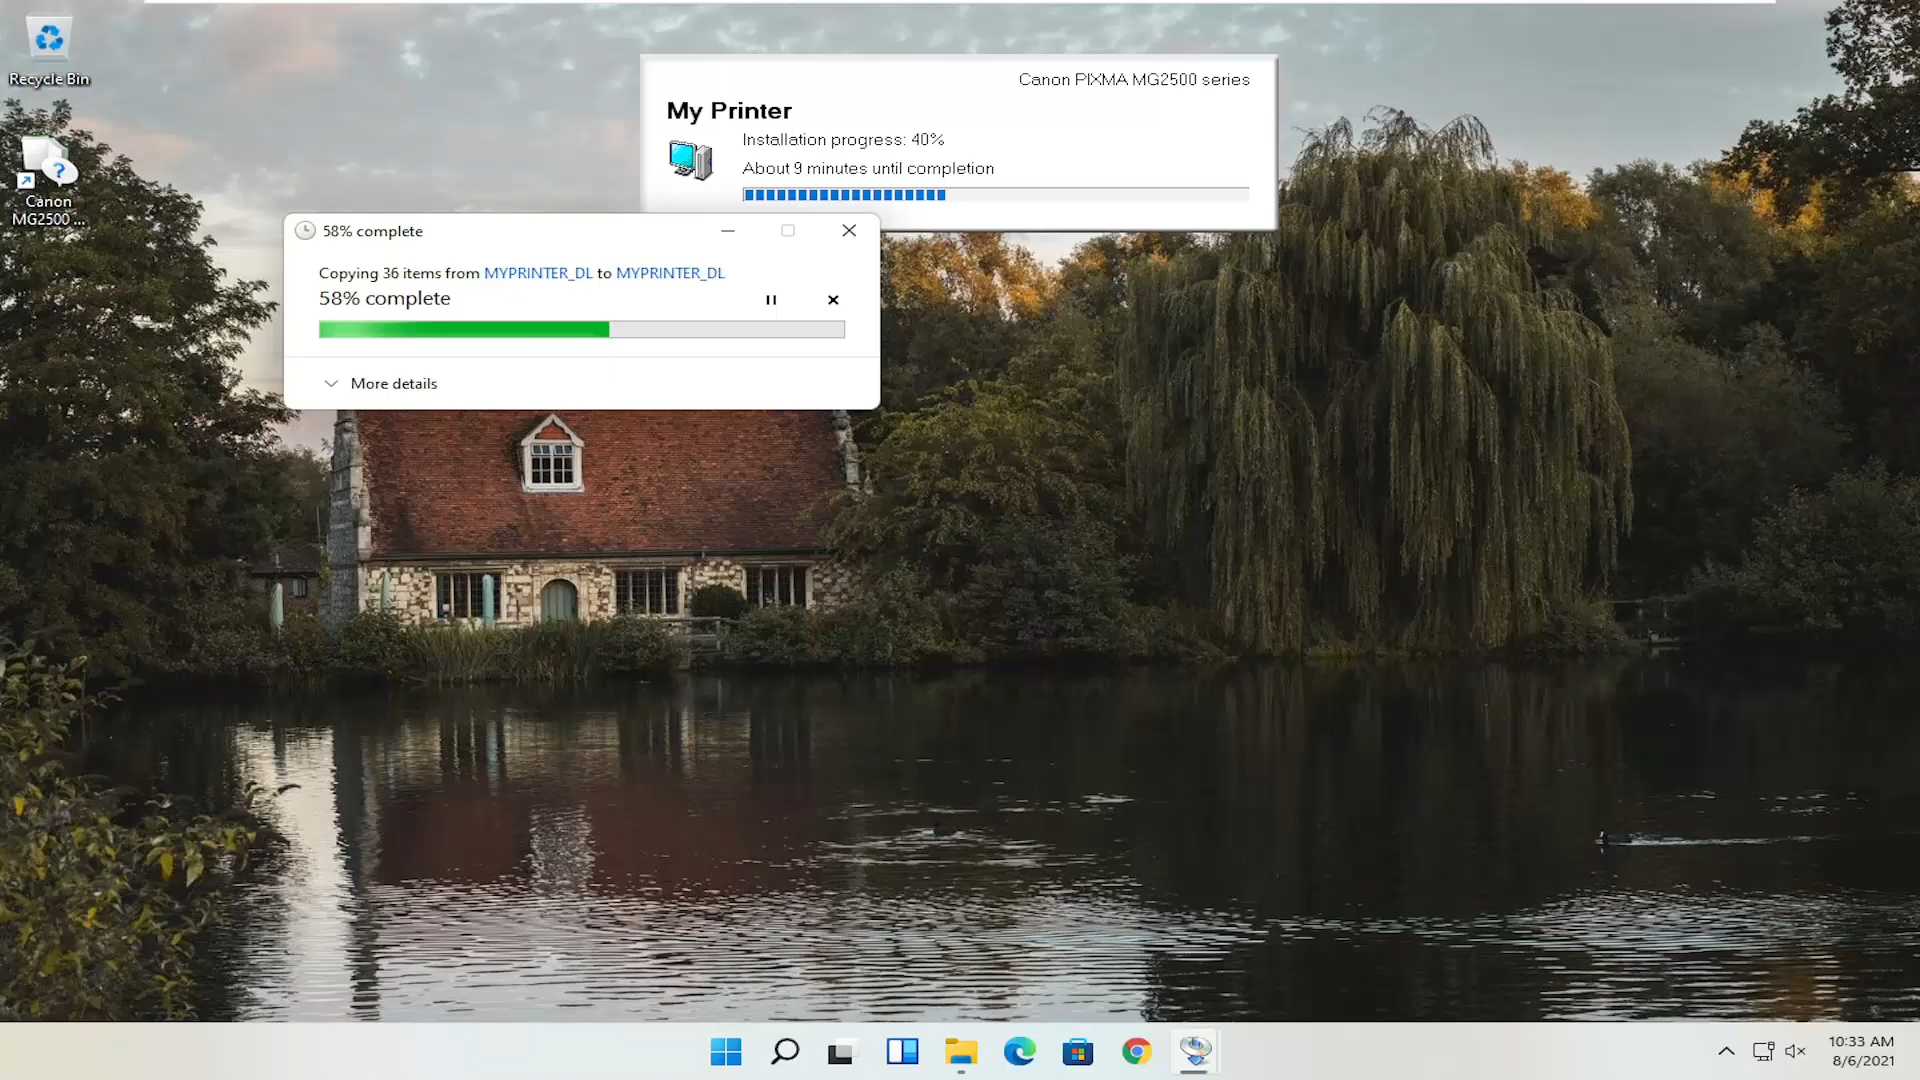 Recycle Bin
Canon
MG2500 ...
Canon PIXMA MG2500 series
My Printer
Installation progress: 40%
About 9 minutes until completion
58% complete
Copying 36 items from MYPRINTER_DL to MYPRINTER_DL
58% complete
More details
10:33 AM
8/6/2021